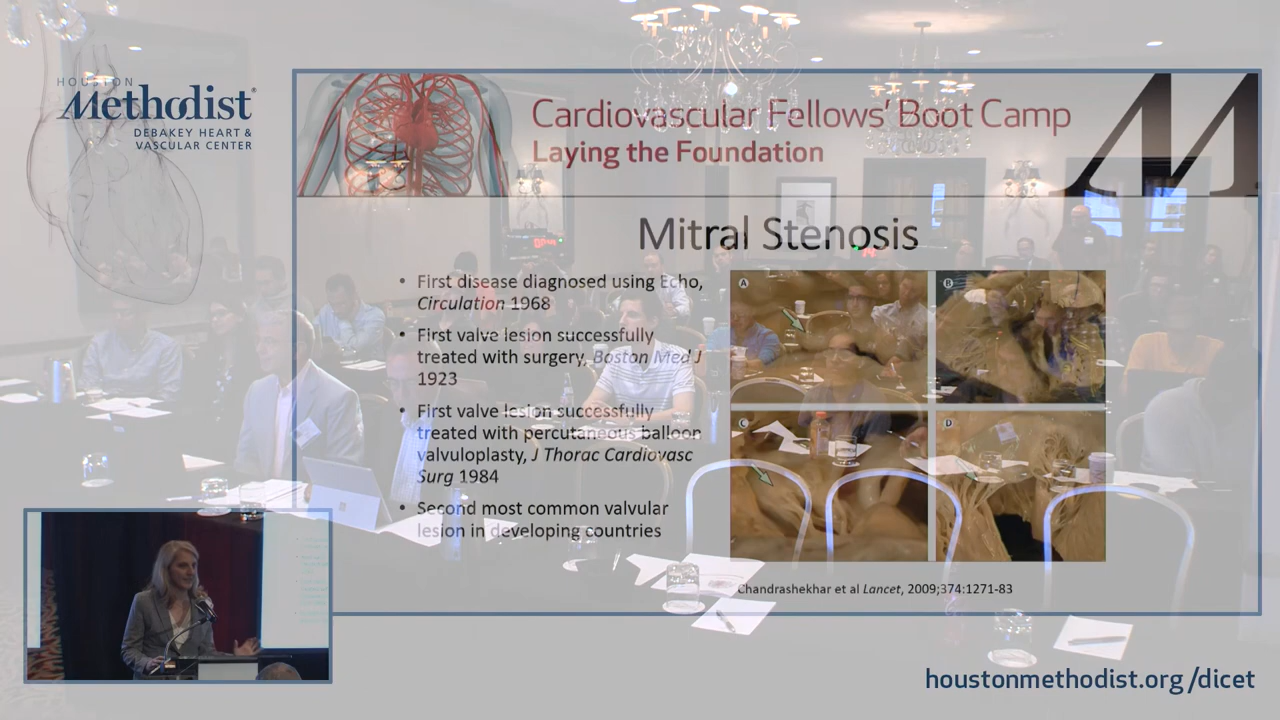 HOUSTON
Methodist®
DEBAKEY HEART &
VASCULAR CENTER
Cardiovascular Fellows' Boot Camp
Laying the Foundation
M
Mitral Stenosis
• First disease diagnosed using Echo,
Circulation 1968
• First valve lesion successfully
treated with surgery, Boston Med J
1923
• First valve lesion successfully
treated with percutaneous balloon
valvuloplasty, J Thorac Cardiovasc
Surg 1984
• Second most common valvular
lesion in developing countries
A
B
C
D
Chandrashekhar et al Lancet, 2009;374:1271-83
houstonmethodist.org/dicet